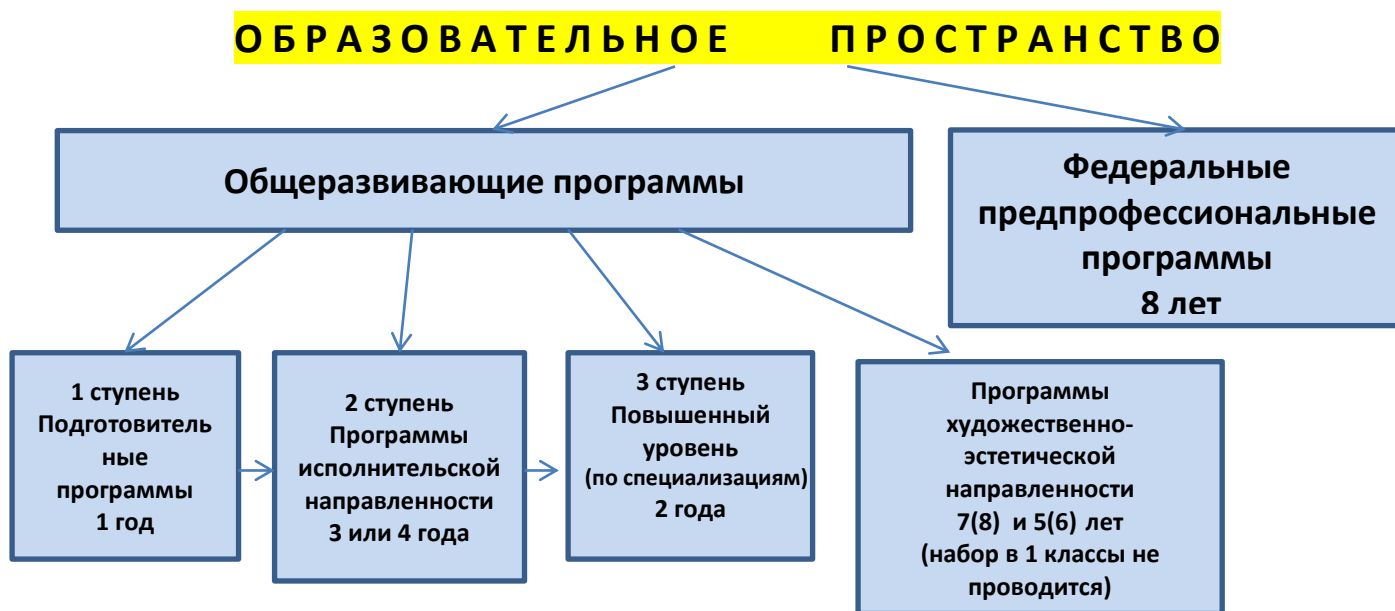 ОБРАЗОВАТЕЛЬНОЕ ПРОСТРАНСТВО
Общеразвивающие программы
Федеральные
предпрофессиональные
программы
8 лет
1 ступень
Подготовитель
ные
программы
1 год
2 ступень
Программы
исполнительской
направленности
3 или 4 года
3 ступень
Повышенный
уровень
(по специализациям)
2 года
Программы
художественно-
эстетической
направленности
7(8) и 5(6) лет
(набор в 1 классы не
проводится)